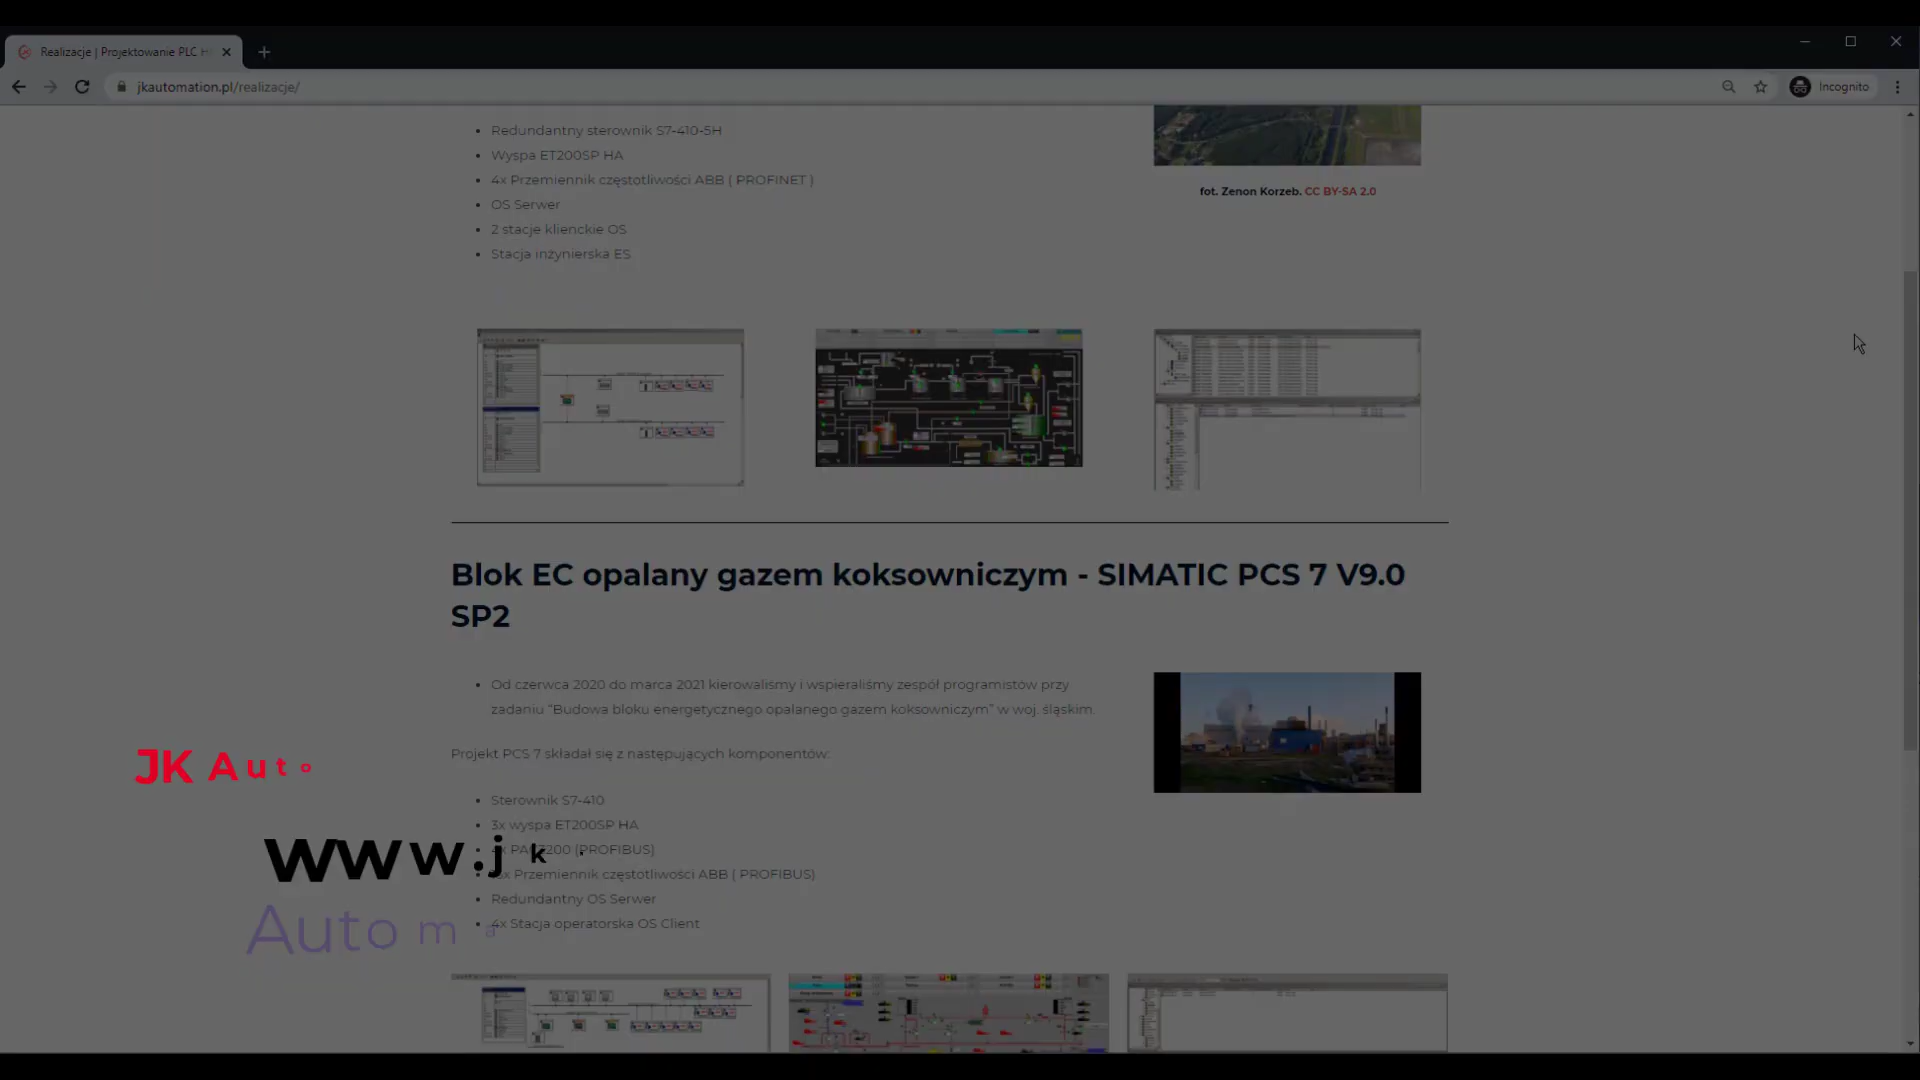 Realizacje | Projektowanie PLC H
jkautomation.pl/realizacje/
Incognito
Redundantny sterownik S7-410-5H
Wyspa ET200SP HA
4x Przemiennik częstotliwości ABB ( PROFINET )
OS Serwer
2 stacje klienckie OS
Stacja inżynierska ES
fot. Zenon Korzeb. CC BY-SA 2.0
Blok EC opalany gazem koksowniczym - SIMATIC PCS 7 V9.0
SP2
Od czerwca 2020 do marca 2021 kierowaliśmy i wspieraliśmy zespół programistów przy
zadaniu "Budowa bloku energetycznego opalanego gazem koksowniczym" w woj. śląskim.
Projekt PCS 7 składał się z następujących komponentów:
Sterownik S7-410
3x wyspa ET200SP HA
(PROFIBUS)
Przemiennik częstotliwości ABB ( PROFIBUS)
Redundantny OS Serwer
4x Stacja operatorska OS Client
JK Auto
www.jk.
Automa